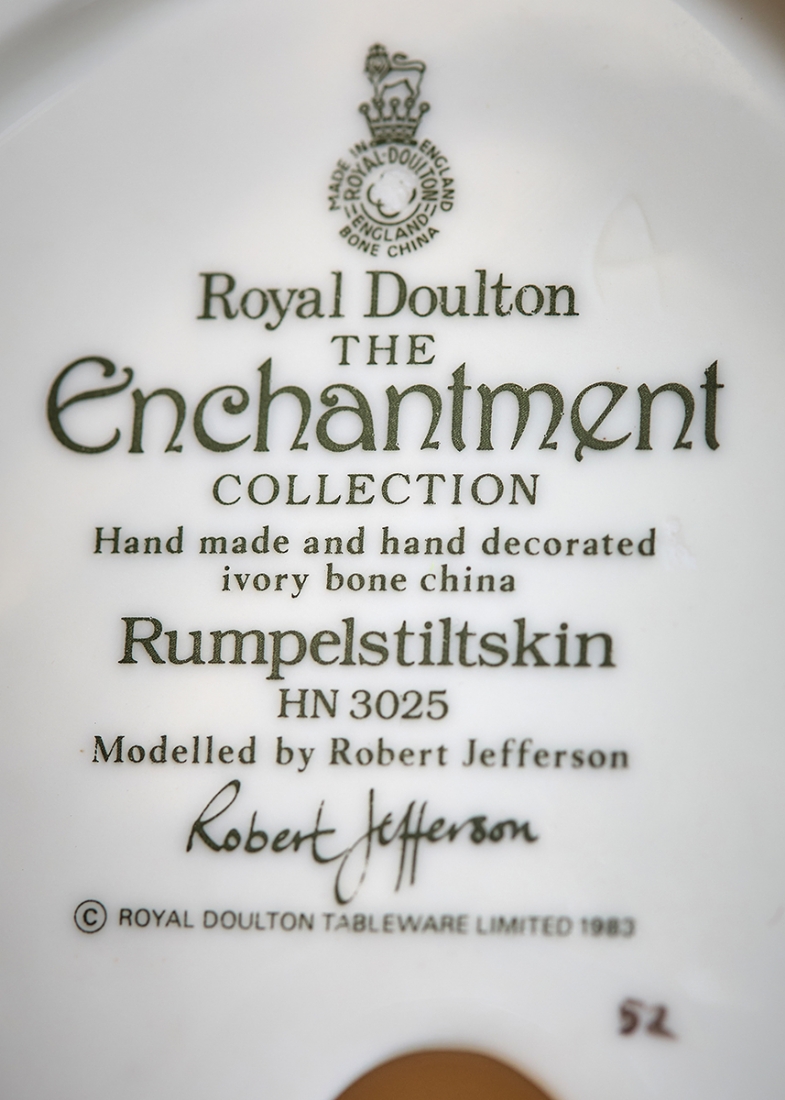 MADE IN ENGLAND
ROYAL·DOULTON
ENGLAND
BONE CHINA
Royal Doulton
THE
Enchantment
COLLECTION
Hand made and hand decorated
ivory bone china
Rumpelstiltskin
HN 3025
Modelled by Robert Jefferson
Robert Jefferson
© ROYAL DOULTON TABLEWARE LIMITED 1983
52